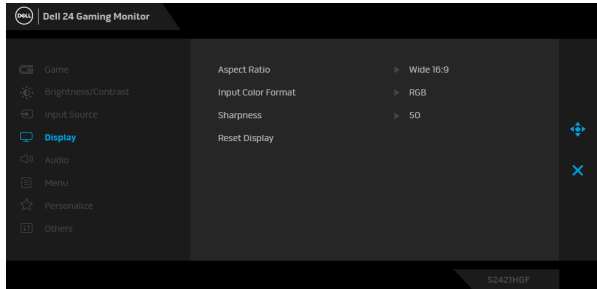 DELL Dell 24 Gaming Monitor
Game
Brightness/Contrast
Input Source
Display
Audio
Menu
Personalize
Others
Aspect Ratio Wide 16:9
Input Color Format RGB
Sharpness 50
Reset Display
S2421HGF